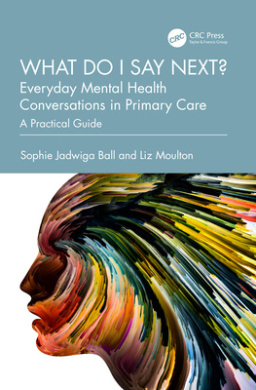 CRC Press
Taylor & Francis Group
WHAT DO I SAY NEXT?
Everyday Mental Health
Conversations in Primary Care
A Practical Guide
Sophie Jadwiga Ball and Liz Moulton